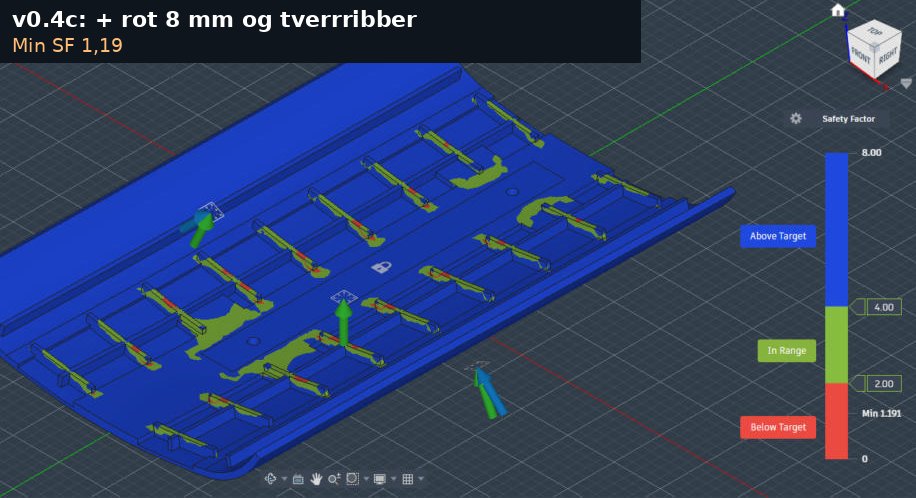 v0.4c: + rot 8 mm og tverrribber
Min SF 1,19
TOP
FRONT
RIGHT
Safety Factor
8.00
Above Target
4.00
In Range
2.00
Min 1.191
Below Target
0